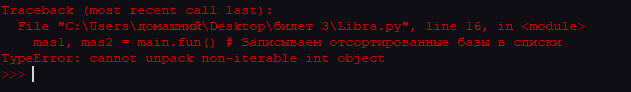 Traceback (most recent call last):
  File "C:\Users\домашний\Desktop\билет 3\Libra.py", line 16, in <module>
    mas1, mas2 = main.fun() # Записываем отсортированные базы в списки
TypeError: cannot unpack non-iterable int object
>>>